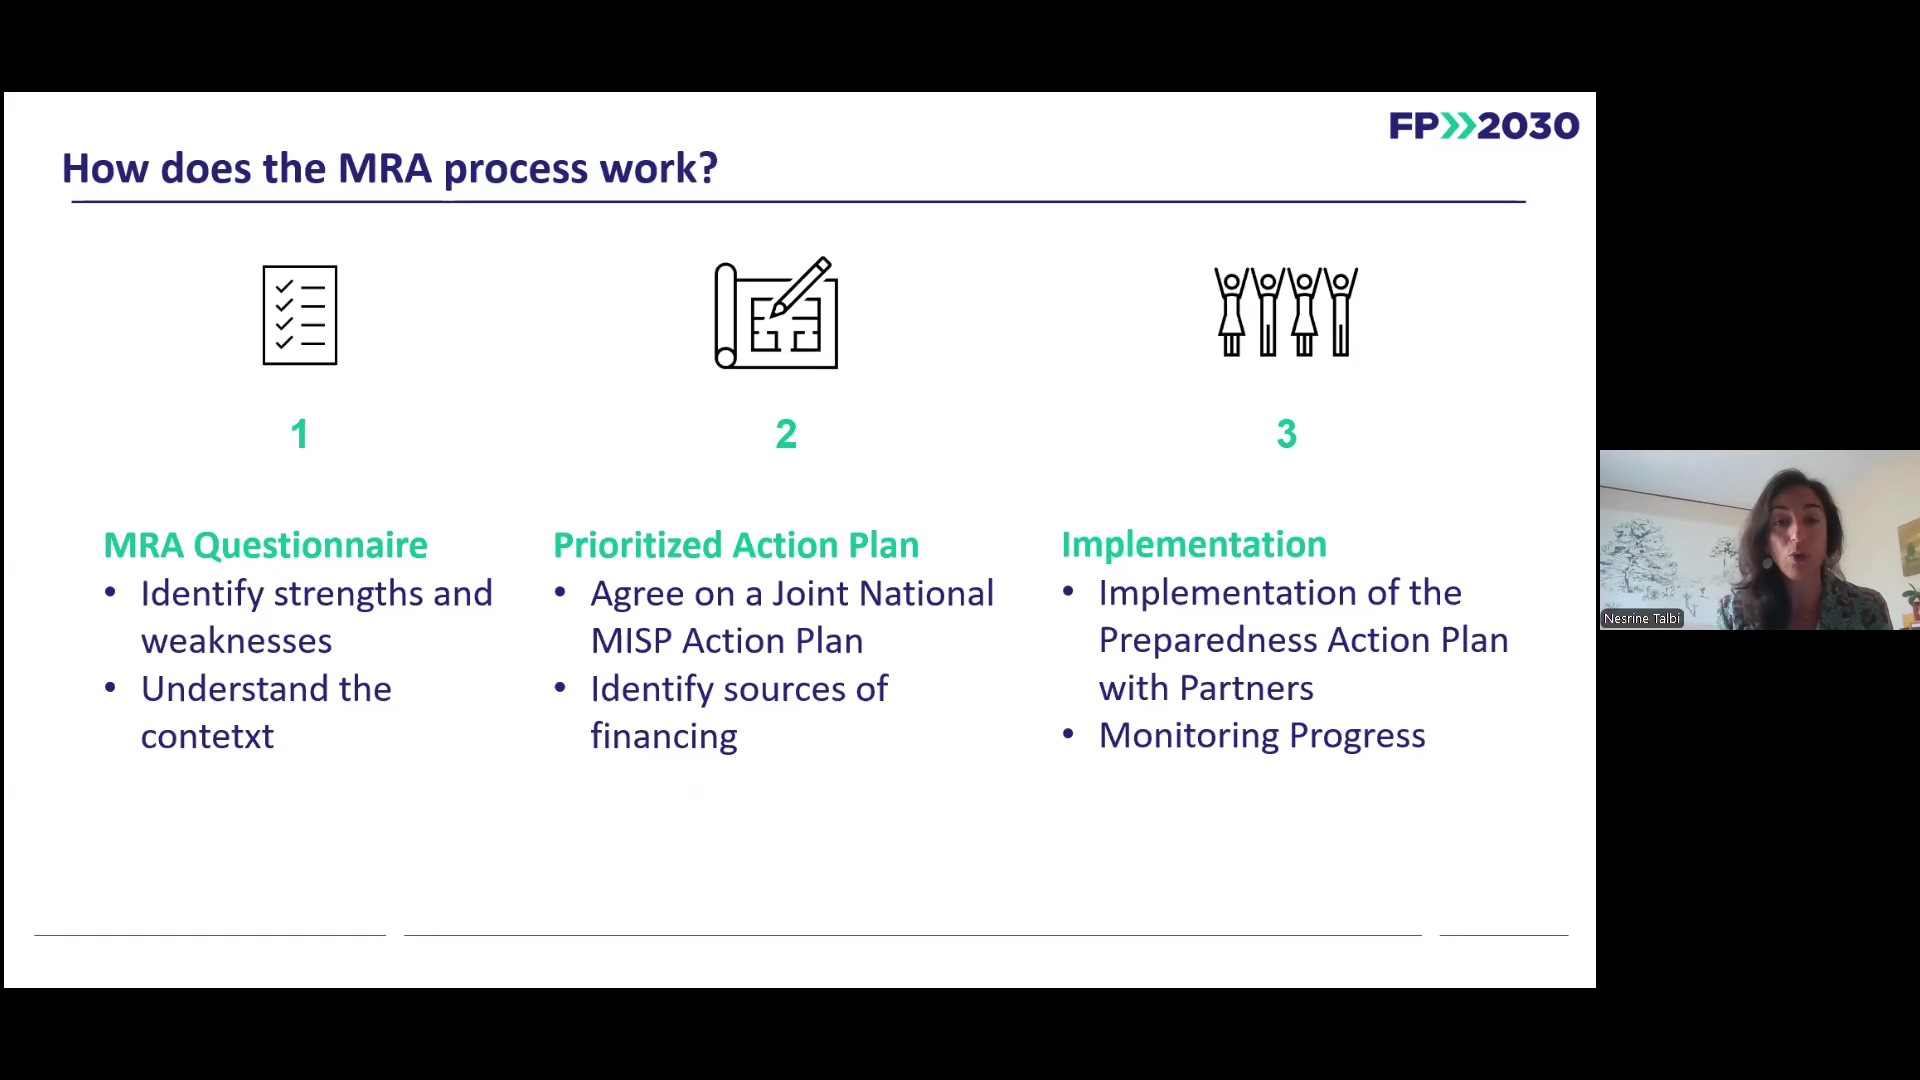 FP>>2030
How does the MRA process work?
1
2
3
MRA Questionnaire
• Identify strengths and
weaknesses
• Understand the
contetxt
Prioritized Action Plan
• Agree on a Joint National
MISP Action Plan
• Identify sources of
financing
Implementation
• Implementation of the
Preparedness Action Plan
with Partners
• Monitoring Progress
Nesrine Talbi